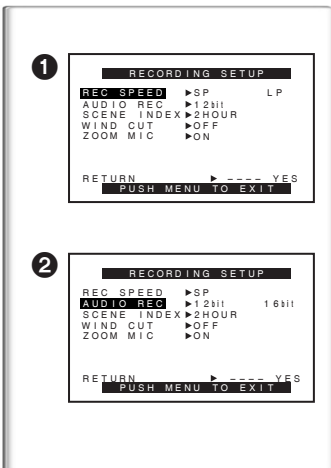 1
RECORDING SETUP
REC SPEED ▶SP LP
AUDIO REC ▶12bit
SCENE INDEX ▶2HOUR
WIND CUT ▶OFF
ZOOM MIC ▶ON
RETURN ▶ ---- YES
PUSH MENU TO EXIT
2
RECORDING SETUP
REC SPEED ▶SP
AUDIO REC ▶12bit 16bit
SCENE INDEX ▶2HOUR
WIND CUT ▶OFF
ZOOM MIC ▶ON
RETURN ▶ ---- YES
PUSH MENU TO EXIT